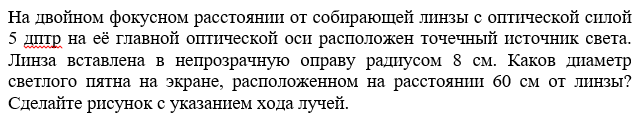 На двойном фокусном расстоянии от собирающей линзы с оптической силой
5 дптр на её главной оптической оси расположен точечный источник света.
Линза вставлена в непрозрачную оправу радиусом 8 см. Каков диаметр
светлого пятна на экране, расположенном на расстоянии 60 см от линзы?
Сделайте рисунок с указанием хода лучей.